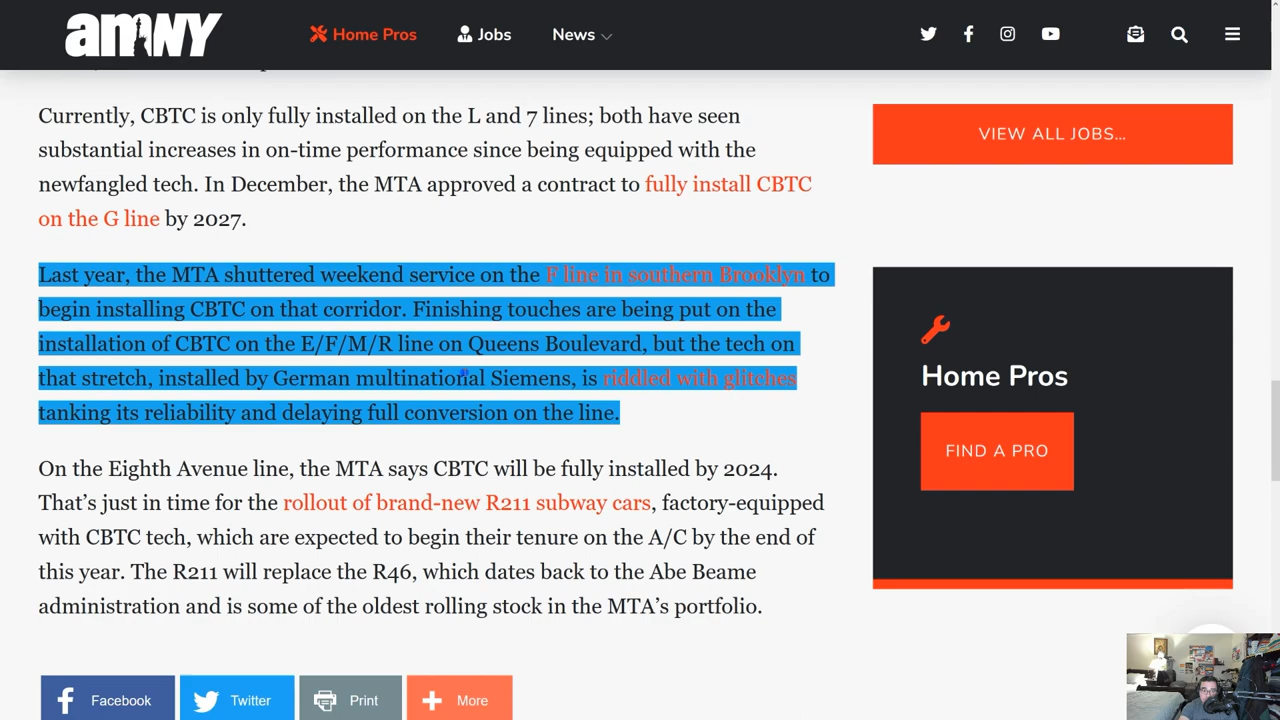 amNY
Home Pros
Jobs
News
Currently, CBTC is only fully installed on the L and 7 lines; both have seen
substantial increases in on-time performance since being equipped with the
newfangled tech. In December, the MTA approved a contract to fully install CBTC
on the G line by 2027.
Last year, the MTA shuttered weekend service on the F line in southern Brooklyn to
begin installing CBTC on that corridor. Finishing touches are being put on the
installation of CBTC on the E/F/M/R line on Queens Boulevard, but the tech on
that stretch, installed by German multinational Siemens, is riddled with glitches
tanking its reliability and delaying full conversion on the line.
On the Eighth Avenue line, the MTA says CBTC will be fully installed by 2024.
That’s just in time for the rollout of brand-new R211 subway cars, factory-equipped
with CBTC tech, which are expected to begin their tenure on the A/C by the end of
this year. The R211 will replace the R46, which dates back to the Abe Beame
administration and is some of the oldest rolling stock in the MTA’s portfolio.
Facebook
Twitter
Print
More
VIEW ALL JOBS…
Home Pros
FIND A PRO